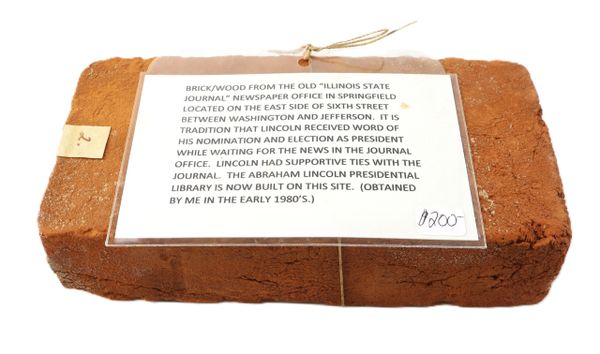 BRICK/WOOD FROM THE OLD "ILLINOIS STATE
JOURNAL" NEWSPAPER OFFICE IN SPRINGFIELD
LOCATED ON THE EAST SIDE OF SIXTH STREET
BETWEEN WASHINGTON AND JEFFERSON.  IT IS
TRADITION THAT LINCOLN RECEIVED WORD OF
HIS NOMINATION AND ELECTION AS PRESIDENT
WHILE WAITING FOR THE NEWS IN THE JOURNAL
OFFICE.  LINCOLN HAD SUPPORTIVE TIES WITH THE
JOURNAL.  THE ABRAHAM LINCOLN PRESIDENTIAL
LIBRARY IS NOW BUILT ON THIS SITE.  (OBTAINED
BY ME IN THE EARLY 1980'S.)
2.
$200-